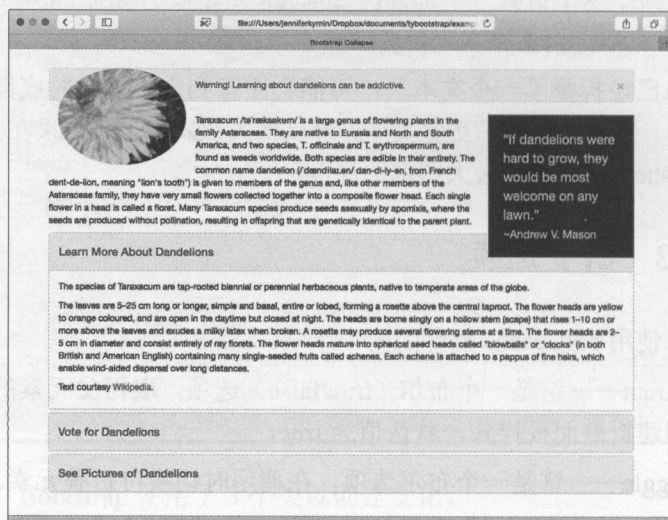 file:///Users/jenniferkyrnin/Dropbox/documents/tybootstrap/examp
Bootstrap Collapse
Warning! Learning about dandelions can be addictive.
Taraxacum /təˈræksəkʊm/ is a large genus of flowering plants in the
family Asteraceae. They are native to Eurasia and North and South
America, and two species, T. officinale and T. erythrospermum, are
found as weeds worldwide. Both species are edible in their entirety. The
common name dandelion (/ˈdændɪlaɪ.ən/ dan-di-ly-ən, from French
dent-de-lion, meaning "lion's tooth") is given to members of the genus and, like other members of the
Asteraceae family, they have very small flowers collected together into a composite flower head. Each single
flower in a head is called a floret. Many Taraxacum species produce seeds asexually by apomixis, where the
seeds are produced without pollination, resulting in offspring that are genetically identical to the parent plant.
"If dandelions were
hard to grow, they
would be most
welcome on any
lawn."
~Andrew V. Mason
Learn More About Dandelions
The species of Taraxacum are tap-rooted biennial or perennial herbaceous plants, native to temperate areas of the globe.
The leaves are 5–25 cm long or longer, simple and basal, entire or lobed, forming a rosette above the central taproot. The flower heads are yellow
to orange coloured, and are open in the daytime but closed at night. The heads are borne singly on a hollow stem (scape) that rises 1–10 cm or
more above the leaves and exudes a milky latex when broken. A rosette may produce several flowering stems at a time. The flower heads are 2–
5 cm in diameter and consist entirely of ray florets. The flower heads mature into spherical seed heads called "blowballs" or "clocks" (in both
British and American English) containing many single-seeded fruits called achenes. Each achene is attached to a pappus of fine hairs, which
enable wind-aided dispersal over long distances.
Text courtesy Wikipedia.
Vote for Dandelions
See Pictures of Dandelions